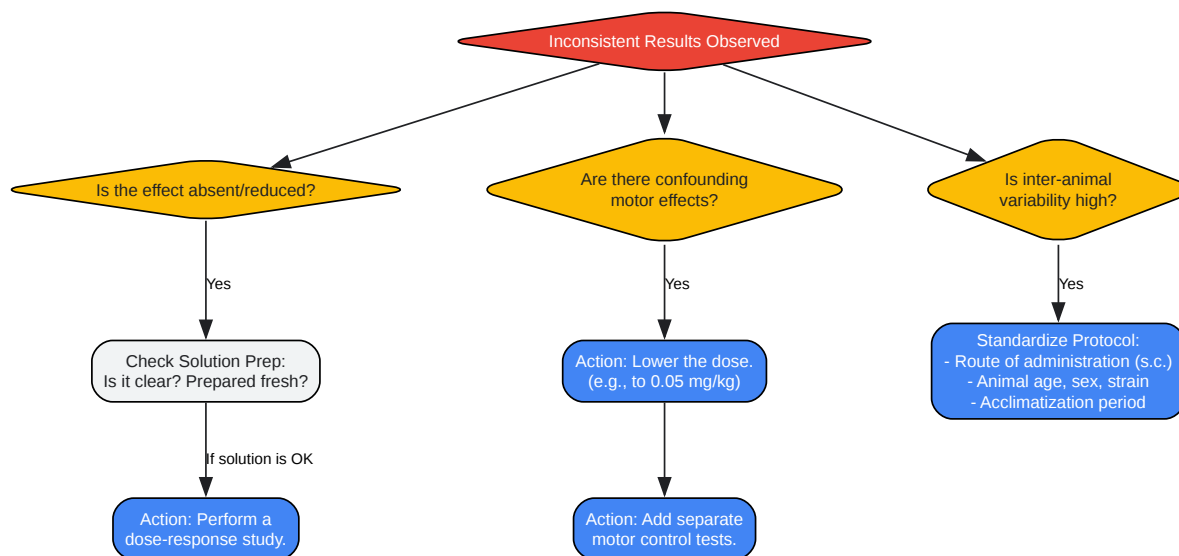 Inconsistent Results Observed
Is the effect absent/reduced?
Are there confounding
motor effects?
Is inter-animal
variability high?
Yes
Yes
Yes
Check Solution Prep:
Is it clear? Prepared fresh?
Action: Lower the dose.
(e.g., to 0.05 mg/kg)
Standardize Protocol:
- Route of administration (s.c.)
- Animal age, sex, strain
- Acclimatization period
If solution is OK
Action: Perform a
dose-response study.
Action: Add separate
motor control tests.